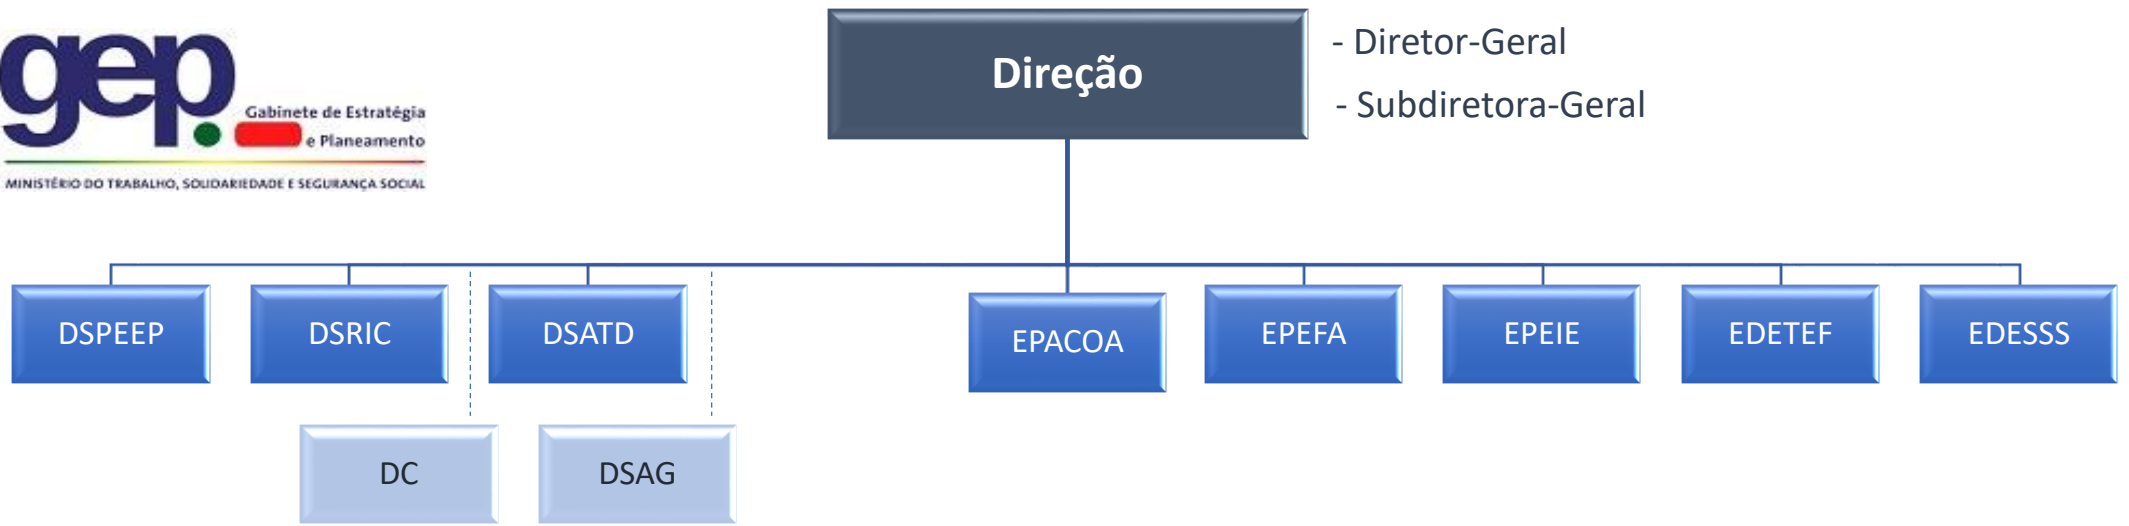 gep
Gabinete de Estratégia
e Planeamento
MINISTÉRIO DO TRABALHO, SOLIDARIEDADE E SEGURANÇA SOCIAL
Direção
- Diretor-Geral
- Subdiretora-Geral
DSPEEP
DSRIC
DSATD
EPACOA
EPEFA
EPEIE
EDETEF
EDESSS
DC
DSAG